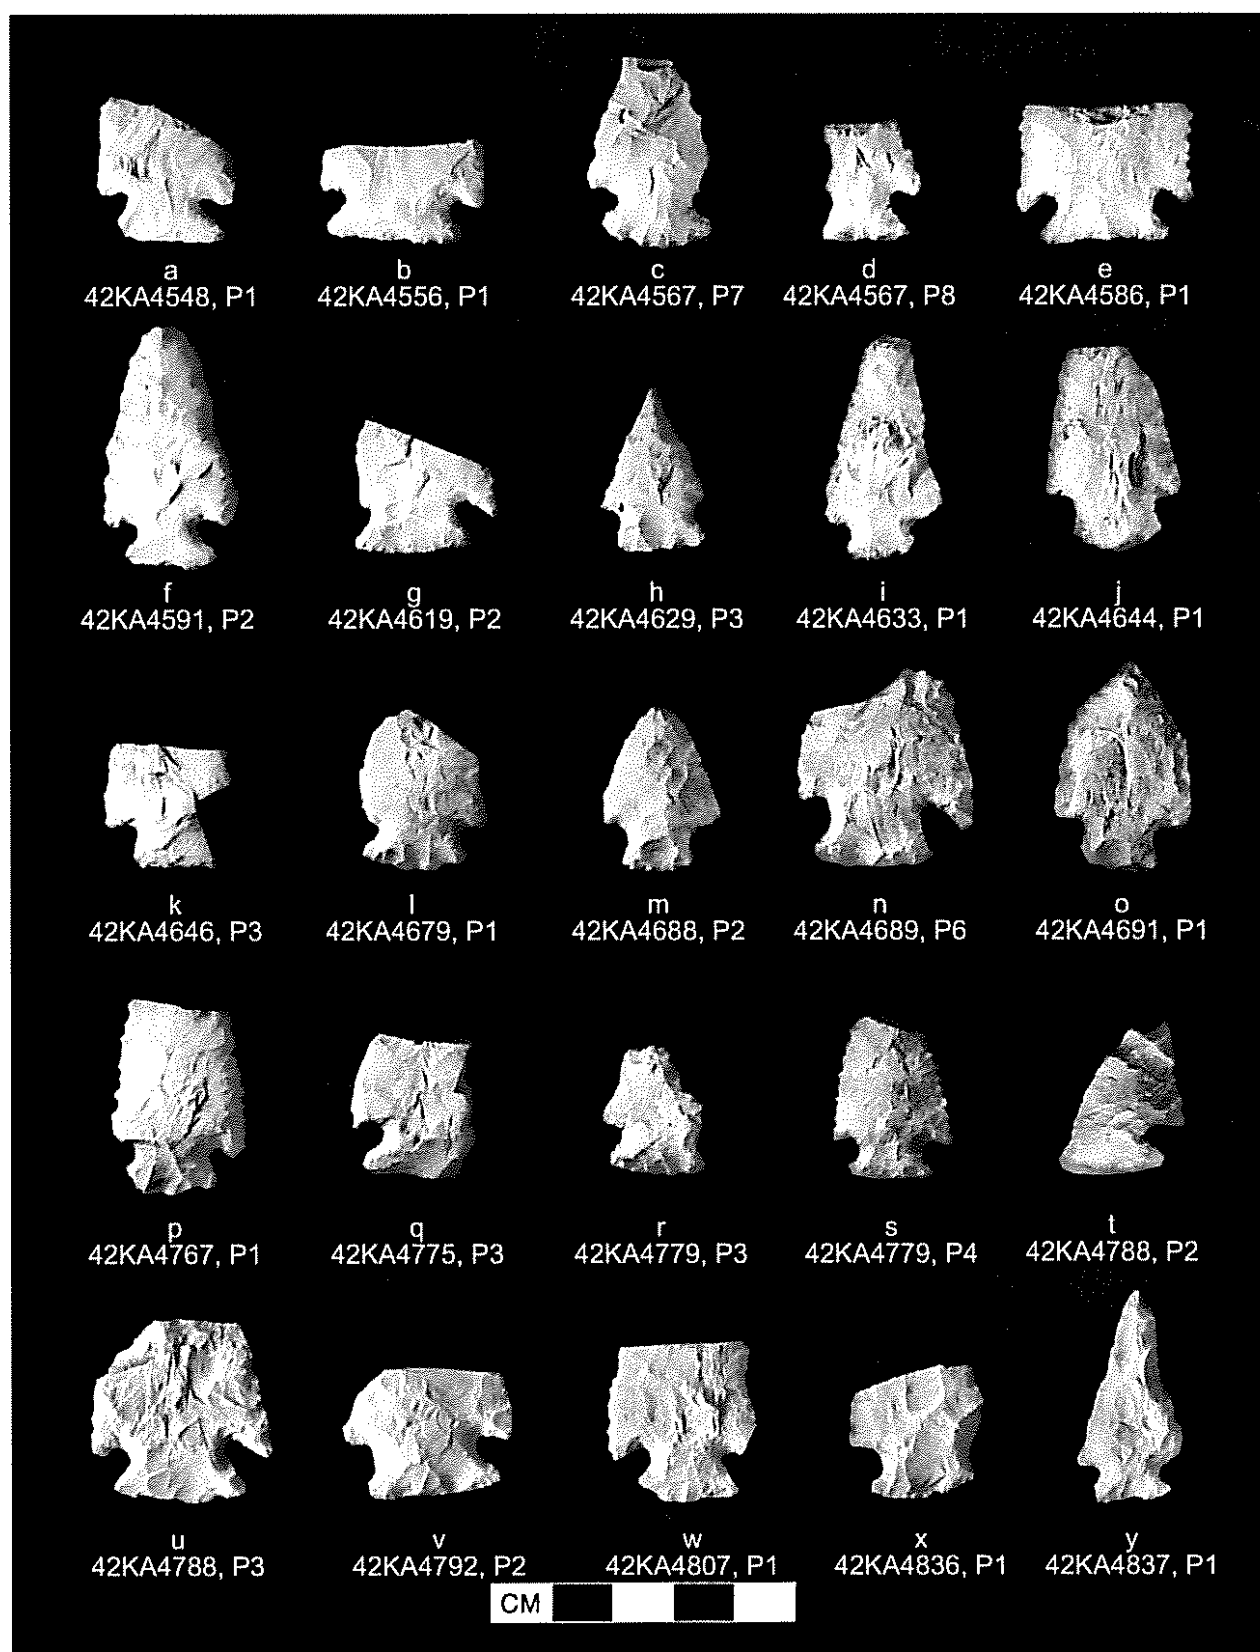 a b c d e
42KA4548, P1 42KA4556, P1 42KA4567, P7 42KA4567, P8 42KA4586, P1
f g h i j
42KA4591, P2 42KA4619, P2 42KA4629, P3 42KA4633, P1 42KA4644, P1
k l m n o
42KA4646, P3 42KA4679, P1 42KA4688, P2 42KA4689, P6 42KA4691, P1
p q r s t
42KA4767, P1 42KA4775, P3 42KA4779, P3 42KA4779, P4 42KA4788, P2
u v w x y
42KA4788, P3 42KA4792, P2 42KA4807, P1 42KA4836, P1 42KA4837, P1
CM